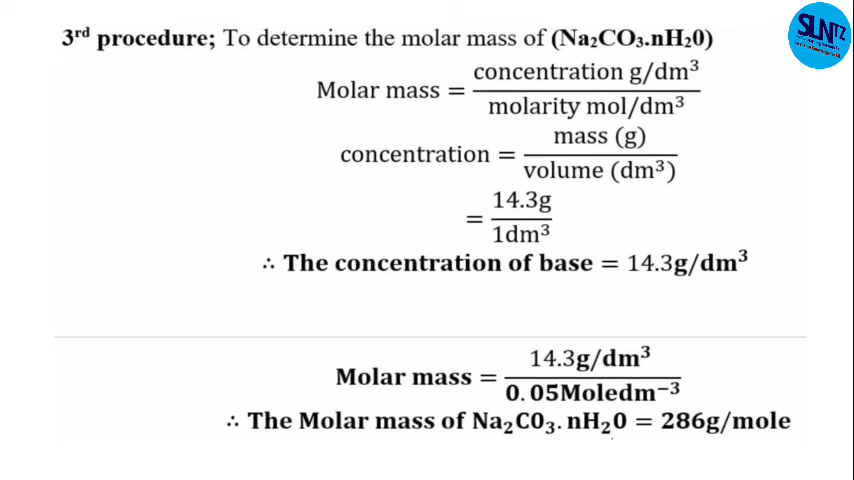 3rd procedure; To determine the molar mass of (Na₂CO₃.nH₂0)
Molar mass = concentration g/dm³ / molarity mol/dm³
concentration = mass (g) / volume (dm³)
= 14.3g / 1dm³
∴ The concentration of base = 14.3g/dm³
Molar mass = 14.3g/dm³ / 0.05Moledm⁻³
∴ The Molar mass of Na₂C0₃.nH₂0 = 286g/mole
SLNTZ